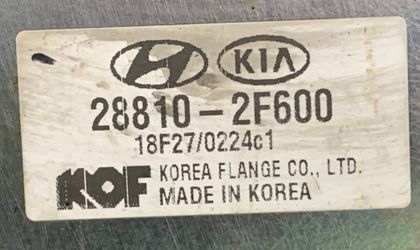 KIA
28810-2F600
18F27/0224c1
KOF KOREA FLANGE CO., LTD.
MADE IN KOREA